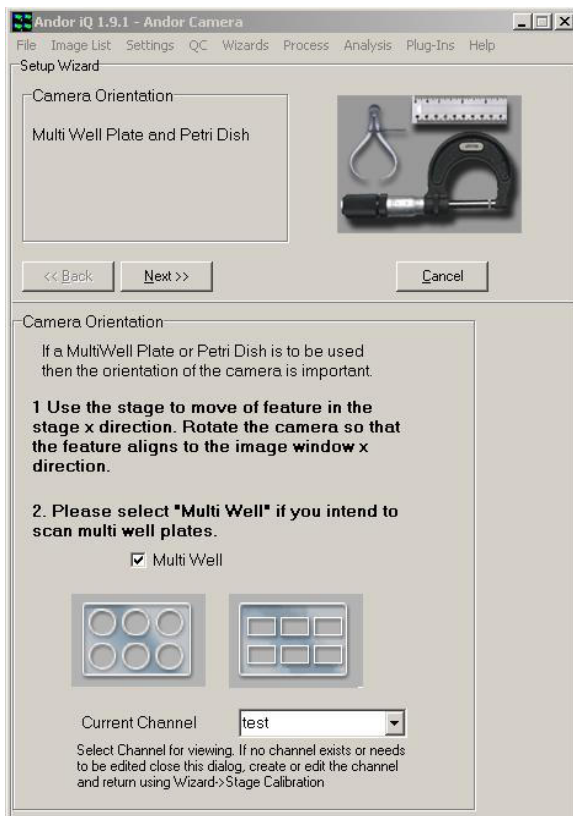 Andor iQ 1.9.1 - Andor Camera
File Image List Settings QC Wizards Process Analysis Plug-Ins Help
Setup Wizard
Camera Orientation
Multi Well Plate and Petri Dish
<< Back Next >> Cancel
Camera Orientation
If a MultiWell Plate or Petri Dish is to be used
then the orientation of the camera is important.
1 Use the stage to move of feature in the
stage x direction. Rotate the camera so that
the feature aligns to the image window x
direction.
2. Please select "Multi Well" if you intend to
scan multi well plates.
Multi Well
Current Channel test
Select Channel for viewing. If no channel exists or needs
to be edited close this dialog, create or edit the channel
and return using Wizard->Stage Calibration